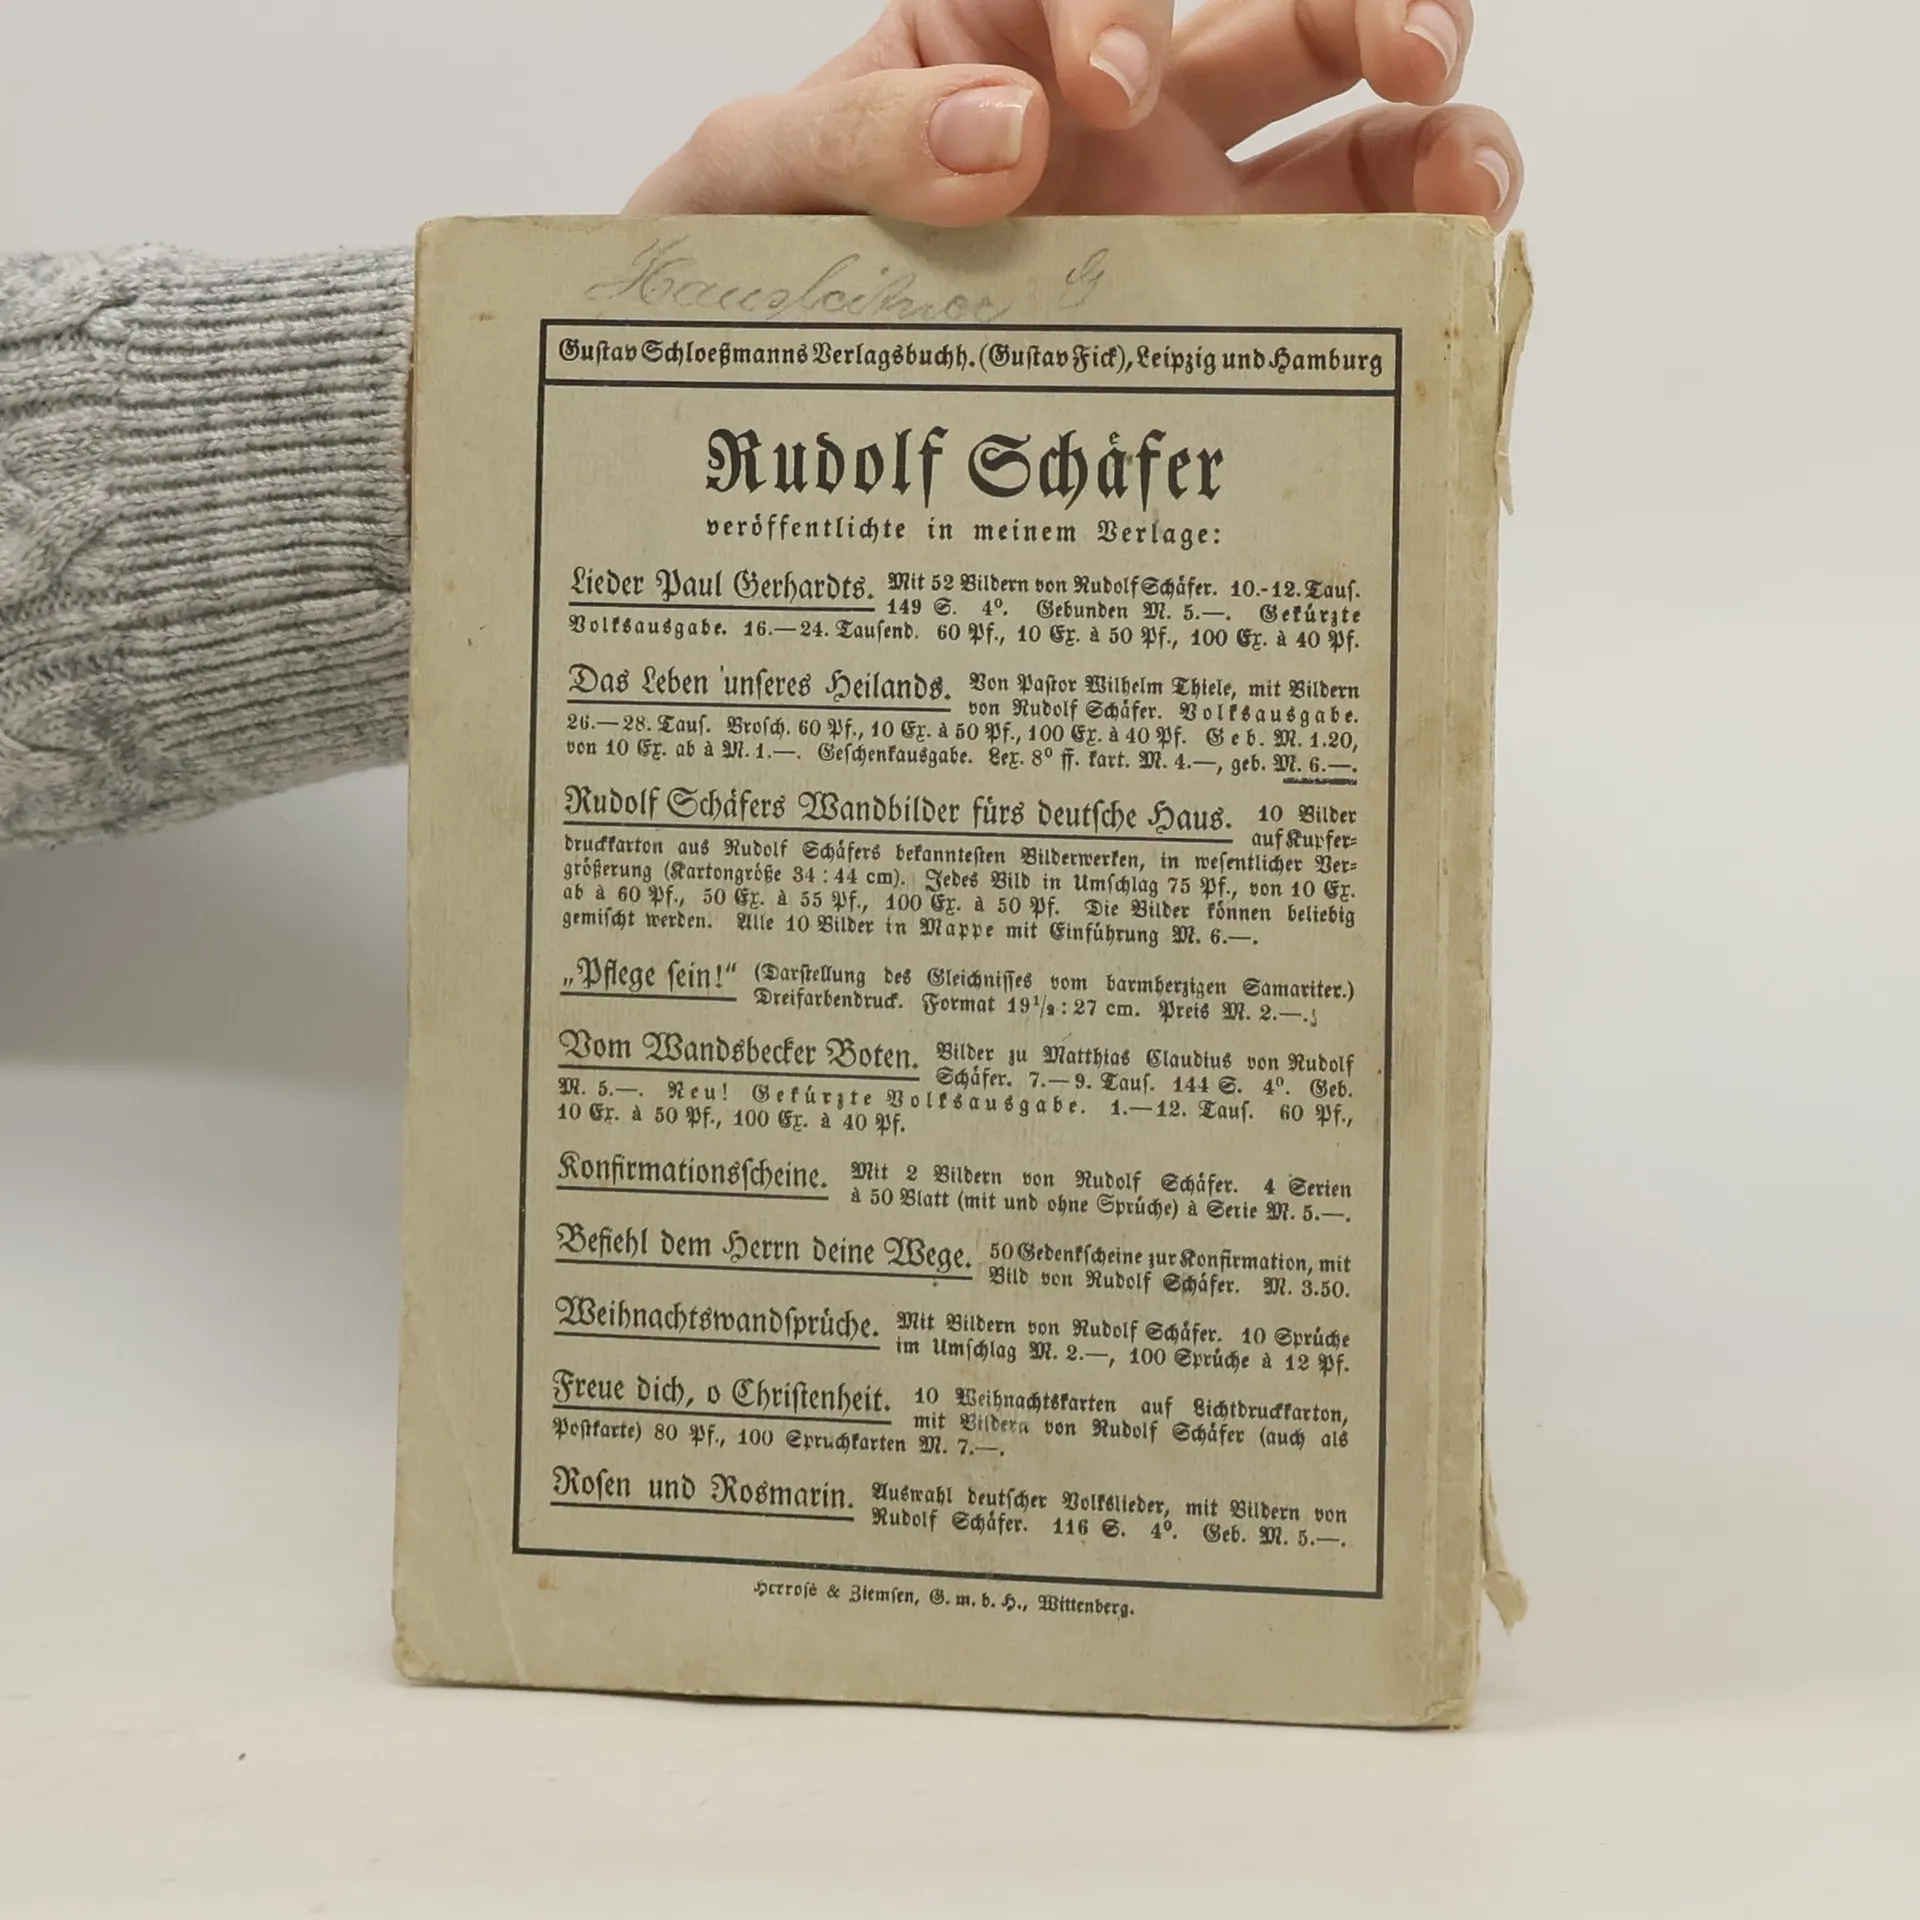 Gustav Schloeßmanns Verlagsbuchh. (Gustav Fick), Leipzig und Hamburg
Rudolf Schäfer
veröffentlichte in meinem Verlage:
Lieder Paul Gerhardts. Mit 52 Bildern von Rudolf Schäfer. 10.-12. Tauſ.
149 S. 4⁰. Gebunden M. 5.—. Gekürzte
Volksausgabe. 16.—24. Tauſend. 60 Pf., 10 Ex. à 50 Pf., 100 Ex. à 40 Pf.
Das Leben unſeres Heilands. Von Paſtor Wilhelm Thiele, mit Bildern
von Rudolf Schäfer. Volksausgabe.
26.—28. Tauſ. Broſch. 60 Pf., 10 Ex. à 50 Pf., 100 Ex. à 40 Pf. Geb. M. 1.20,
von 10 Ex. ab à M. 1.—. Geſchenkausgabe. Lex. 8⁰ ff. kart. M. 4.—, geb. M. 6.—.
Rudolf Schäfers Wandbilder fürs deutſche Haus. 10 Bilder
auf Kupfer-
druckkarton aus Rudolf Schäfers bekannteſten Bilderwerken, in weſentlicher Ver-
größerung (Kartongröße 34 : 44 cm). Jedes Bild in Umſchlag 75 Pf., von 10 Ex.
ab à 60 Pf., 50 Ex. à 55 Pf., 100 Ex. à 50 Pf. Die Bilder können beliebig
gemiſcht werden. Alle 10 Bilder in Mappe mit Einführung M. 6.—.
„Pflege ſein!“ (Darſtellung des Gleichniſſes vom barmherzigen Samariter.)
Dreifarbendruck. Format 19¹/₂ : 27 cm. Preis M. 2.—.
Vom Wandsbecker Boten. Bilder zu Matthias Claudius von Rudolf
Schäfer. 7.—9. Tauſ. 144 S. 4⁰. Geb.
M. 5.—. Neu! Gekürzte Volksausgabe. 1.—12. Tauſ. 60 Pf.,
10 Ex. à 50 Pf., 100 Ex. à 40 Pf.
Konfirmationsſcheine. Mit 2 Bildern von Rudolf Schäfer. 4 Serien
à 50 Blatt (mit und ohne Sprüche) à Serie M. 5.—.
Befiehl dem Herrn deine Wege. 50 Gedenkſcheine zur Konfirmation, mit
Bild von Rudolf Schäfer. M. 3.50.
Weihnachtswandſprüche. Mit Bildern von Rudolf Schäfer. 10 Sprüche
im Umſchlag M. 2.—, 100 Sprüche à 12 Pf.
Freue dich, o Chriſtenheit. 10 Weihnachtskarten auf Lichtdruckkarton,
mit Bildern von Rudolf Schäfer (auch als
Poſtkarte) 80 Pf., 100 Spruchkarten M. 7.—.
Roſen und Rosmarin. Auswahl deutſcher Volkslieder, mit Bildern von
Rudolf Schäfer. 116 S. 4⁰. Geb. M. 5.—.
Herroſé & Ziemſen, G. m. b. H., Wittenberg.